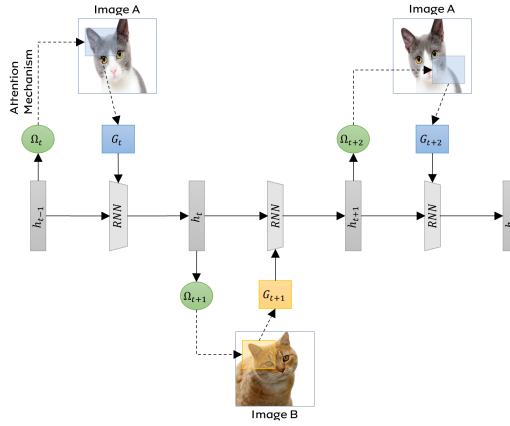 Image A
Image A
Attention
Mechanism
Ωₜ
Gₜ
Ωₜ₊₂
Gₜ₊₂
hₜ₋₁
RNN
hₜ
RNN
hₜ₊₁
RNN
h
Ωₜ₊₁
Gₜ₊₁
Image B